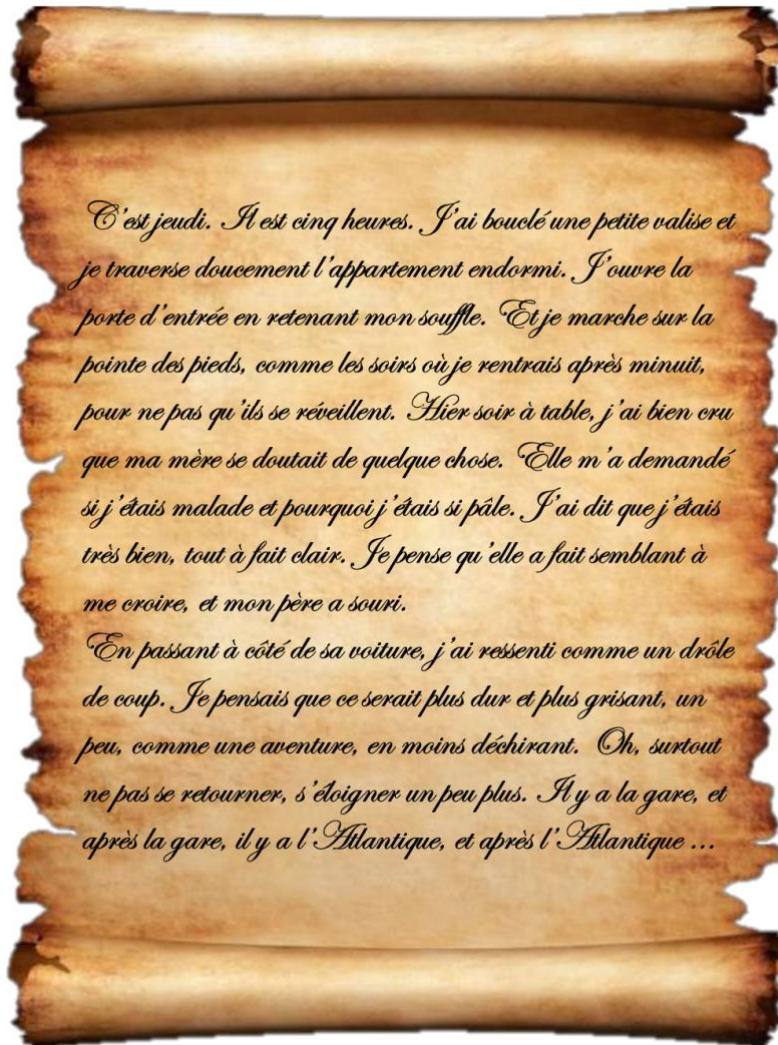 C'est jeudi. Il est cinq heures. J'ai bouclé une petite valise et
je traverse doucement l'appartement endormi. J'ouvre la
porte d'entrée en retenant mon souffle. Et je marche sur la
pointe des pieds, comme les soirs où je rentrais après minuit,
pour ne pas qu'ils se réveillent. Hier soir à table, j'ai bien cru
que ma mère se doutait de quelque chose. Elle m'a demandé
si j'étais malade et pourquoi j'étais si pâle. J'ai dit que j'étais
très bien, tout à fait clair. Je pense qu'elle a fait semblant à
me croire, et mon père a souri.
En passant à côté de sa voiture, j'ai ressenti comme un drôle
de coup. Je pensais que ce serait plus dur et plus grisant, un
peu, comme une aventure, en moins déchirant. Oh, surtout
ne pas se retourner, s'éloigner un peu plus. Il y a la gare, et
après la gare, il y a l'Atlantique, et après l'Atlantique ...